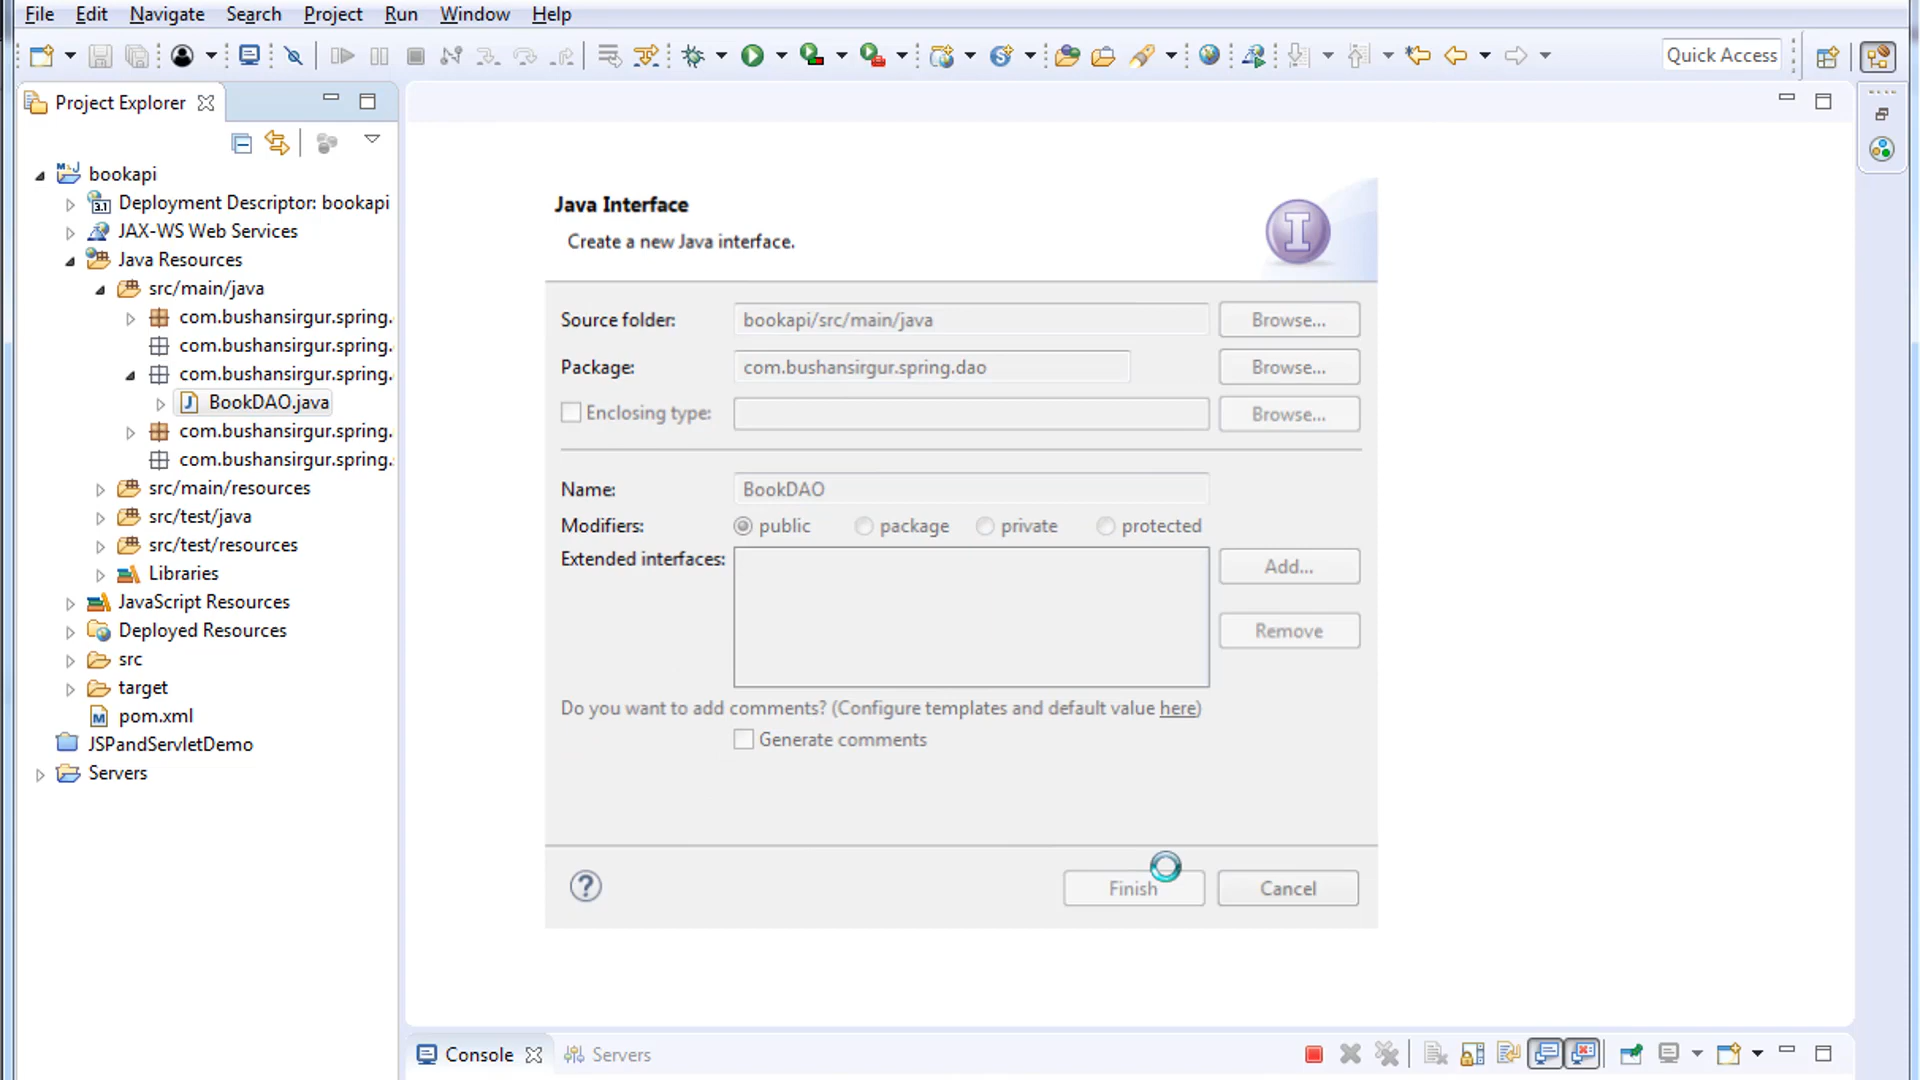 File Edit Navigate Search Project Run Window Help
Quick Access
Project Explorer
bookapi
Deployment Descriptor: bookapi
3.1
JAX-WS Web Services
Java Resources
src/main/java
com.bushansirgur.spring.
com.bushansirgur.spring.
com.bushansirgur.spring.
BookDAO.java
com.bushansirgur.spring.
com.bushansirgur.spring.
src/main/resources
src/test/java
src/test/resources
Libraries
JavaScript Resources
Deployed Resources
src
target
pom.xml
JSPandServletDemo
Servers
Java Interface
Create a new Java interface.
Source folder: bookapi/src/main/java Browse...
Package: com.bushansirgur.spring.dao Browse...
Enclosing type: Browse...
Name: BookDAO
Modifiers: public package private protected
Extended interfaces: Add...
Remove
Do you want to add comments? (Configure templates and default value here)
Generate comments
Finish Cancel
Console Servers